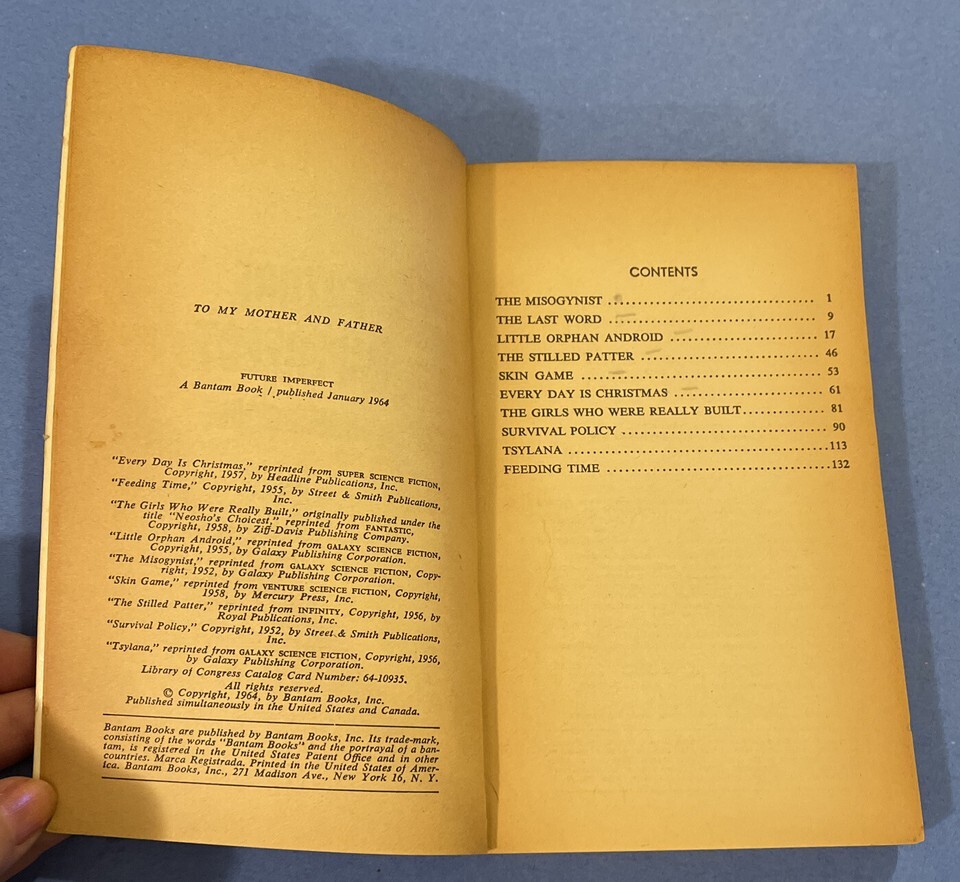 TO MY MOTHER AND FATHER
FUTURE IMPERFECT
A Bantam Book / published January 1964
"Every Day Is Christmas," reprinted from SUPER SCIENCE FICTION,
Copyright, 1957, by Headline Publications, Inc.
"Feeding Time," Copyright, 1955, by Street & Smith Publications,
Inc.
"The Girls Who Were Really Built," originally published under the
title "Neosho's Choicest," reprinted from FANTASTIC,
Copyright, 1958, by Ziff-Davis Publishing Company.
"Little Orphan Android," reprinted from GALAXY SCIENCE FICTION,
Copyright, 1955, by Galaxy Publishing Corporation.
"The Misogynist," reprinted from GALAXY SCIENCE FICTION, Copy-
right, 1952, by Galaxy Publishing Corporation.
"Skin Game," reprinted from VENTURE SCIENCE FICTION, Copyright,
1958, by Mercury Press, Inc.
"The Stilled Patter," reprinted from INFINITY, Copyright, 1956, by
Royal Publications, Inc.
"Survival Policy," Copyright, 1952, by Street & Smith Publications,
Inc.
"Tsylana," reprinted from GALAXY SCIENCE FICTION, Copyright, 1956,
by Galaxy Publishing Corporation.
Library of Congress Catalog Card Number: 64-10935.
All rights reserved.
© Copyright, 1964, by Bantam Books, Inc.
Published simultaneously in the United States and Canada.
Bantam Books are published by Bantam Books, Inc. Its trade-mark,
consisting of the words "Bantam Books" and the portrayal of a ban-
tam, is registered in the United States Patent Office and in other
countries. Marca Registrada. Printed in the United States of Amer-
ica. Bantam Books, Inc., 271 Madison Ave., New York 16, N. Y.
CONTENTS
THE MISOGYNIST ................................... 1
THE LAST WORD ................................... 9
LITTLE ORPHAN ANDROID ......................... 17
THE STILLED PATTER .............................. 46
SKIN GAME ........................................ 53
EVERY DAY IS CHRISTMAS ........................ 61
THE GIRLS WHO WERE REALLY BUILT.............. 81
SURVIVAL POLICY ................................. 90
TSYLANA ...........................................113
FEEDING TIME .....................................132